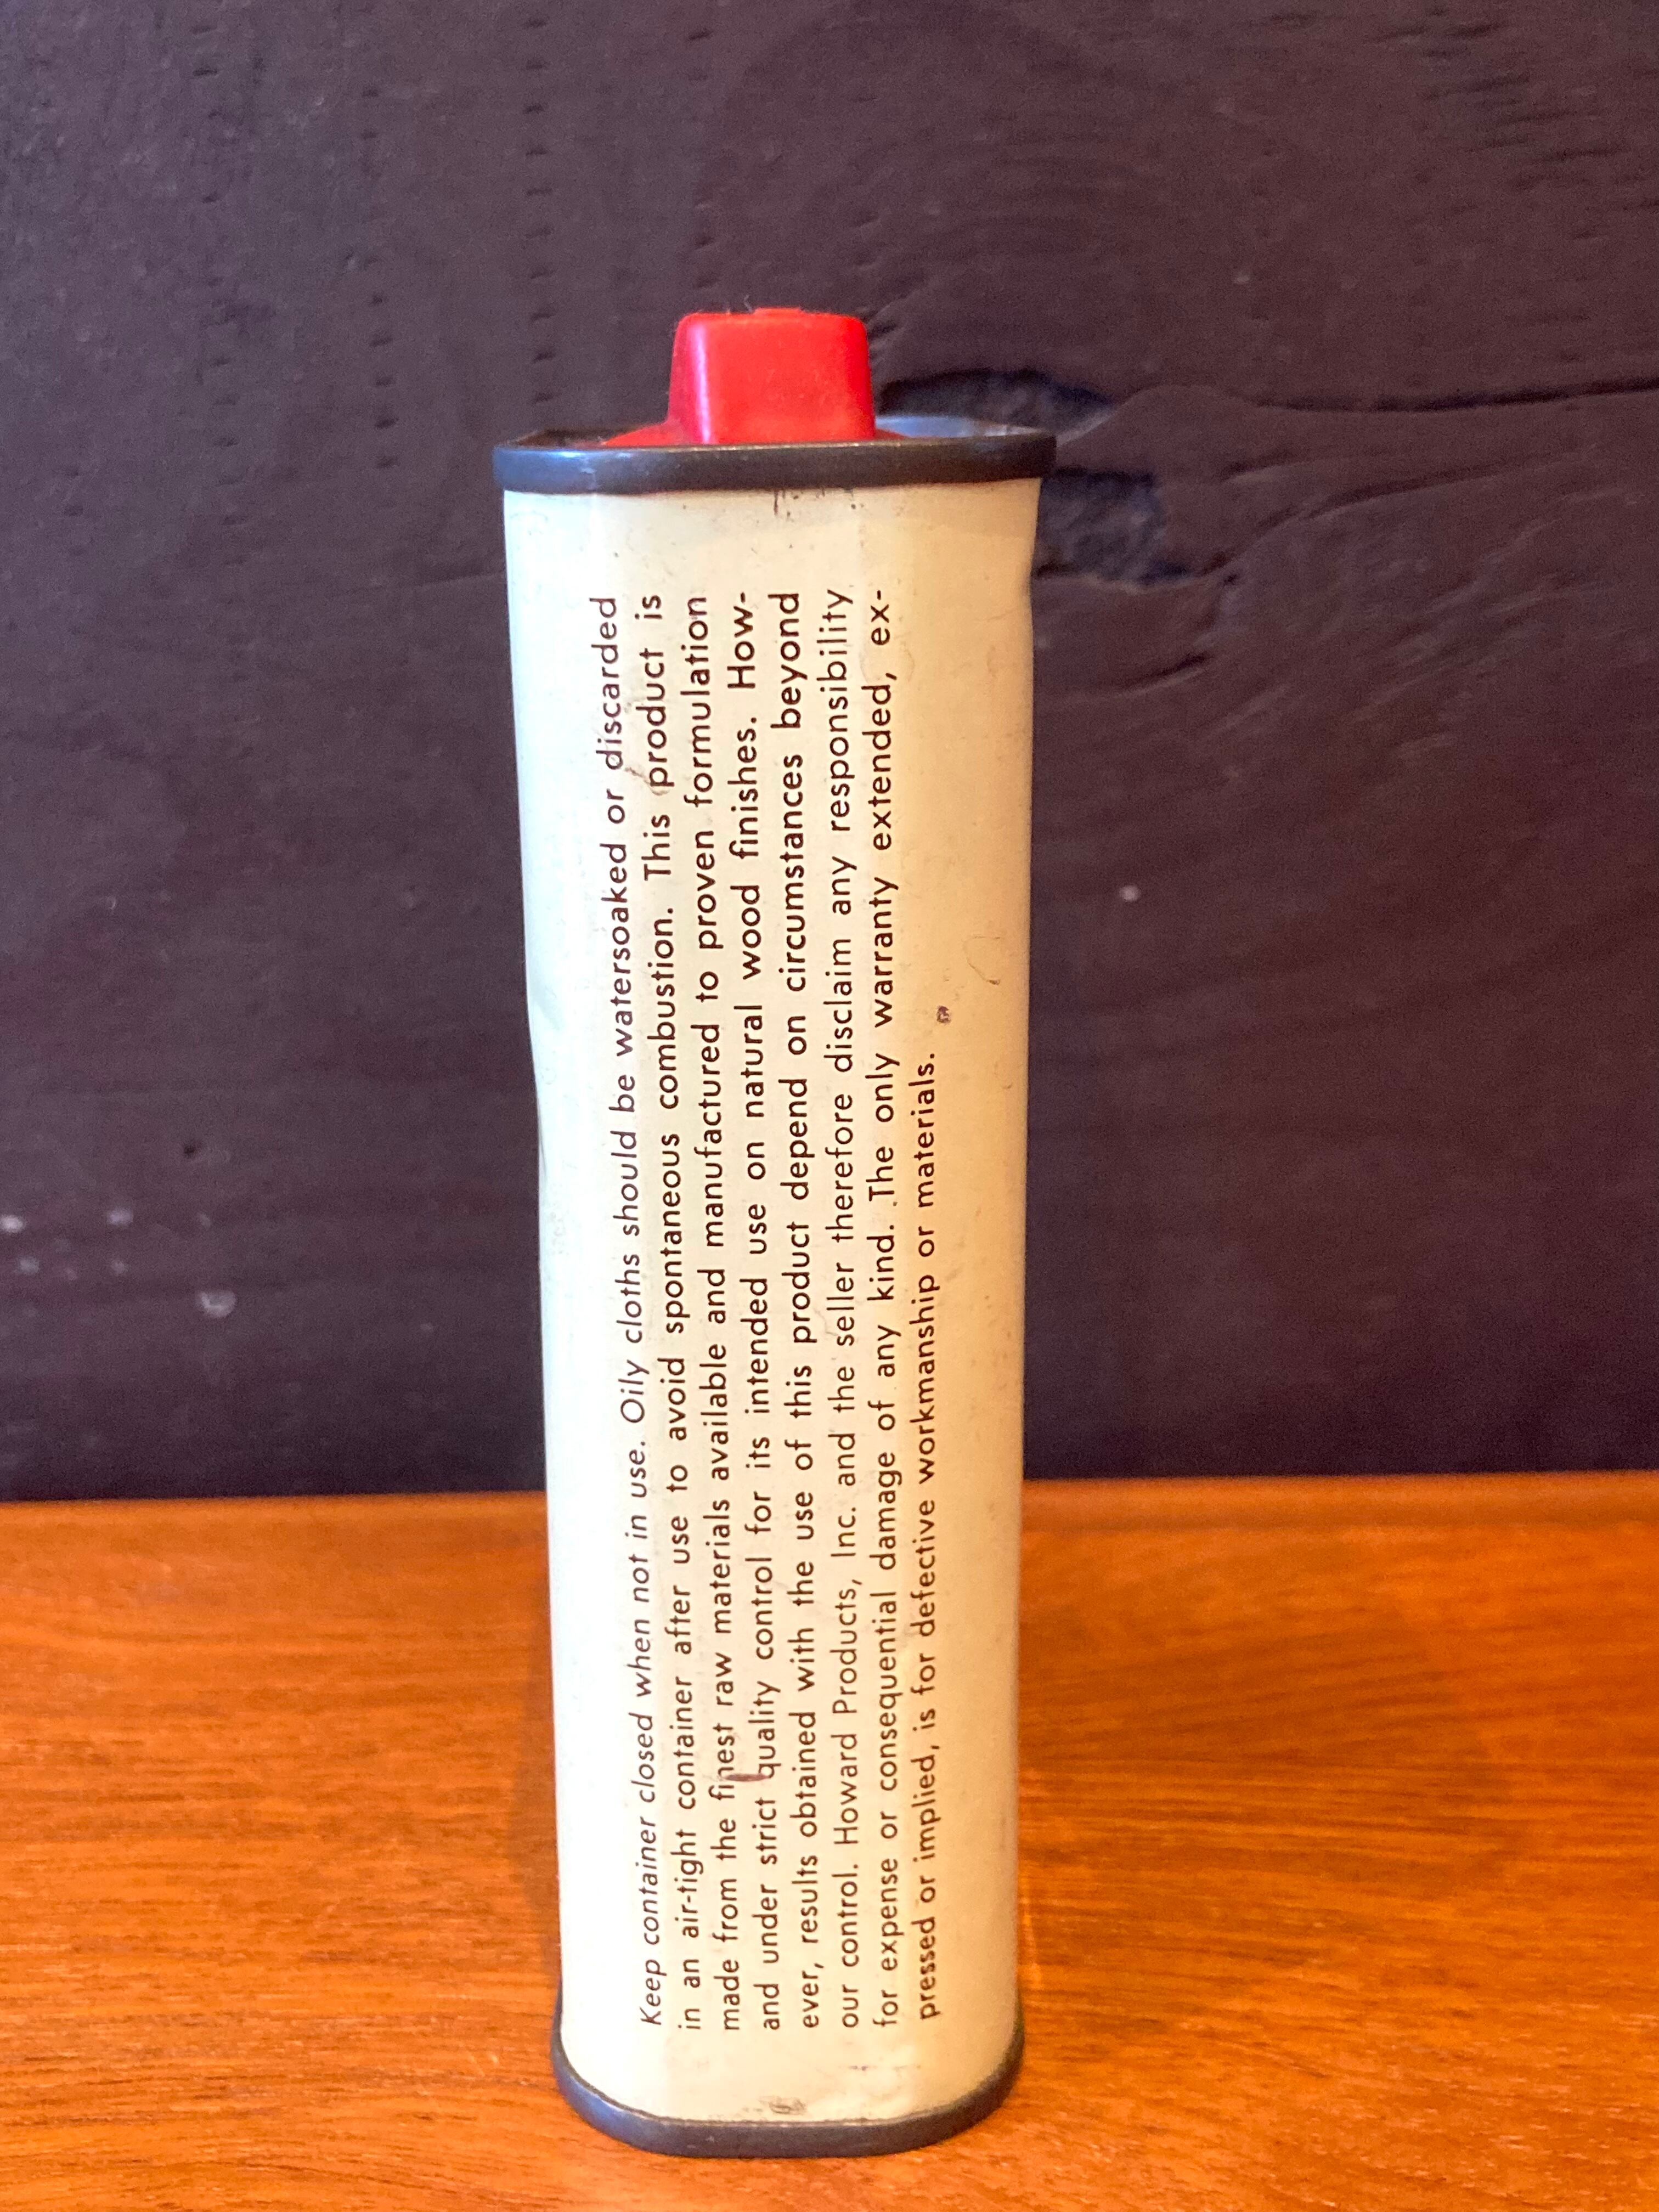 Keep container closed when not in use. Oily cloths should be watersoaked or discarded
in an air-tight container after use to avoid spontaneous combustion. This product is
made from the finest raw materials available and manufactured to proven formulation
and under strict quality control for its intended use on natural wood finishes. How-
ever, results obtained with the use of this product depend on circumstances beyond
our control. Howard Products, Inc. and the seller therefore disclaim any responsibility
for expense or consequential damage of any kind. The only warranty extended, ex-
pressed or implied, is for defective workmanship or materials.